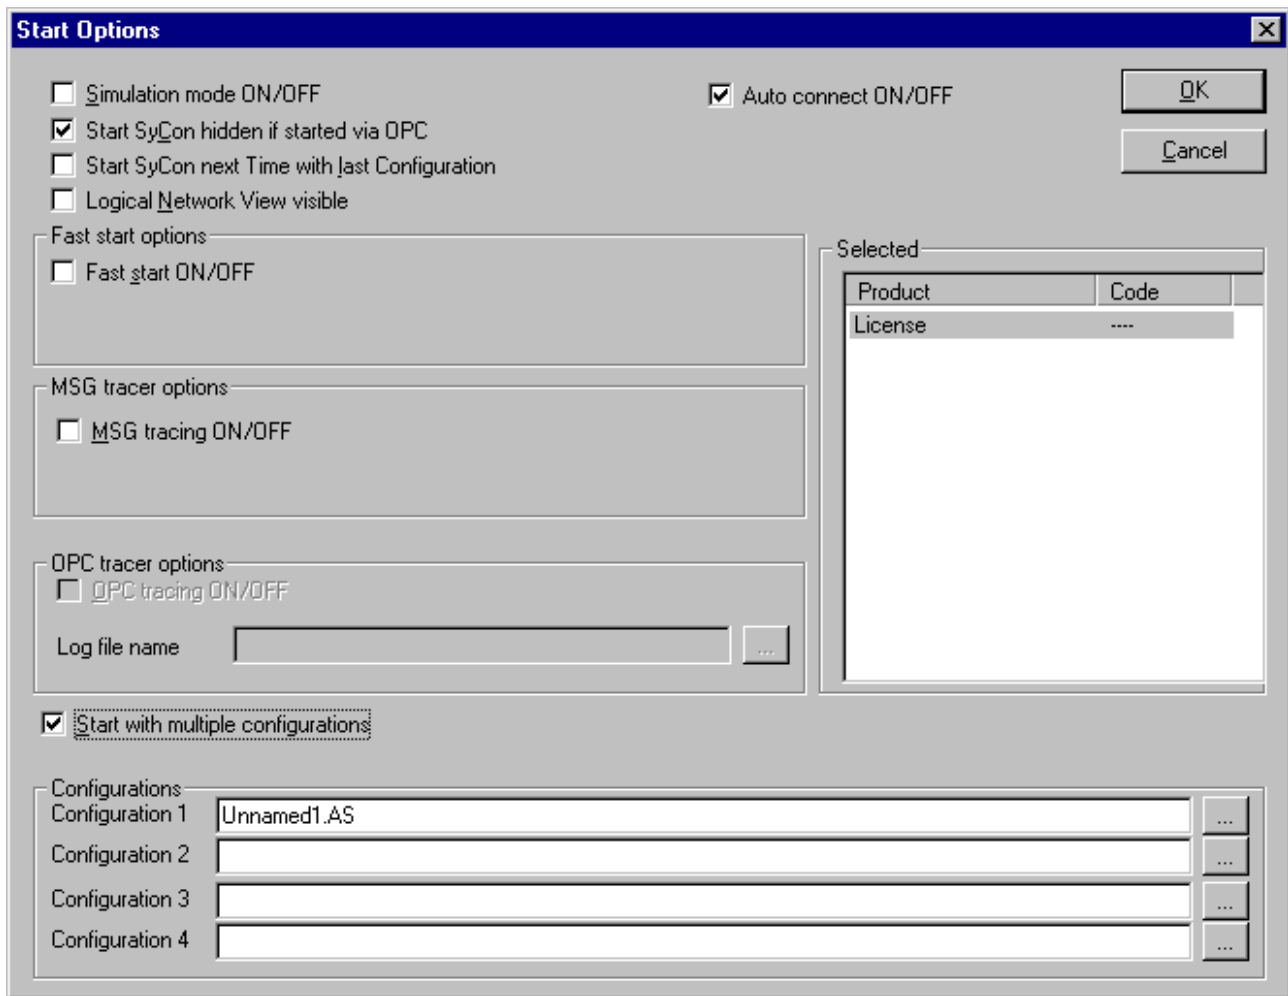 Start Options
Simulation mode ON/OFF
Auto connect ON/OFF
OK
Start SyCon hidden if started via OPC
Start SyCon next Time with last Configuration
Cancel
Logical Network View visible
Fast start options
Fast start ON/OFF
Selected
Product Code
License ----
MSG tracer options
MSG tracing ON/OFF
OPC tracer options
OPC tracing ON/OFF
Log file name
...
Start with multiple configurations
Configurations
Configuration 1 Unnamed1.AS ...
Configuration 2 ...
Configuration 3 ...
Configuration 4 ...